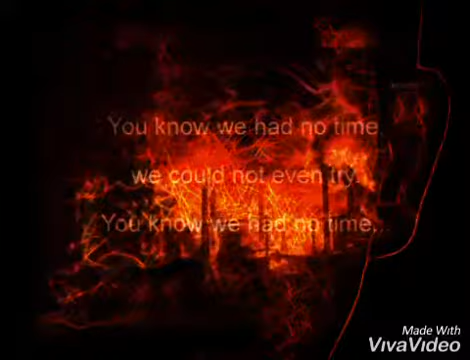 You know we had no time,
we could not even try.
You know we had no time...
Made With
VivaVideo